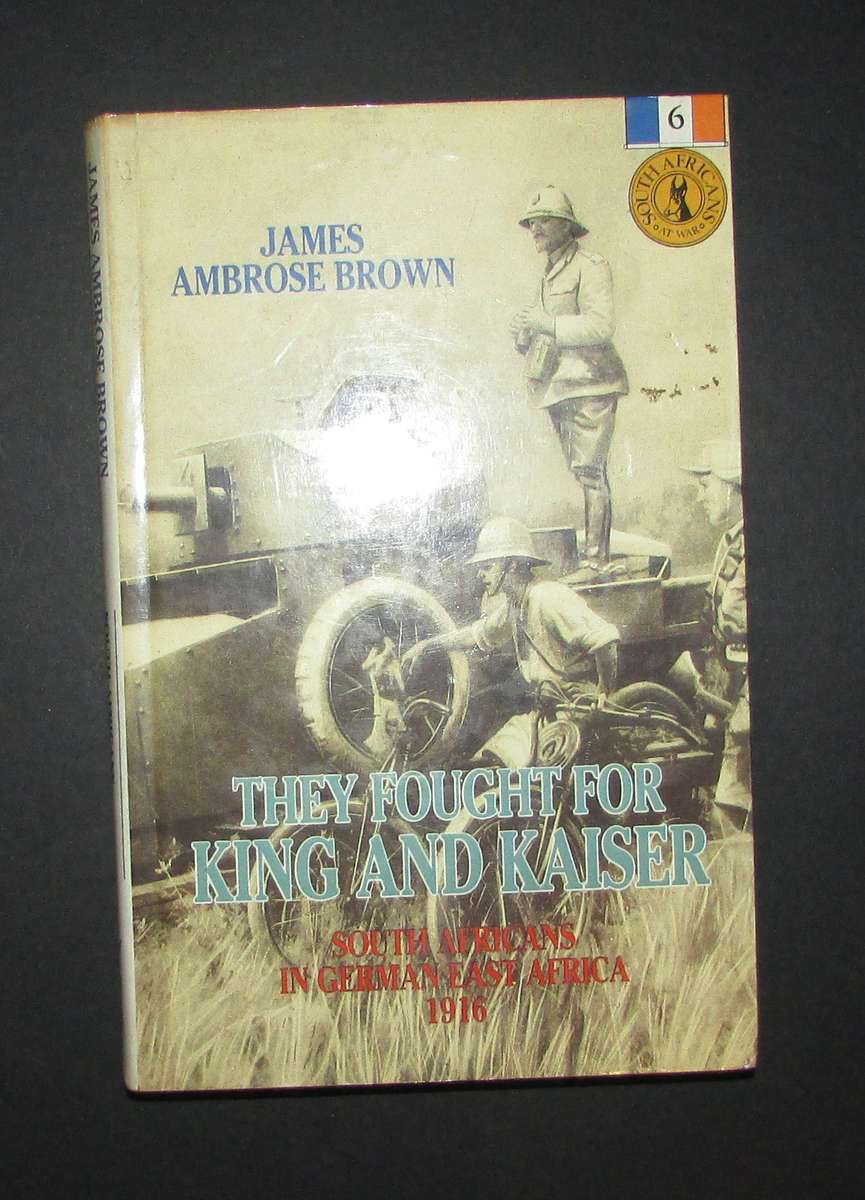 6
SOUTH AFRICANS
• AT WAR •
JAMES
AMBROSE BROWN
JAMES AMBROSE BROWN
THEY FOUGHT FOR
KING AND KAISER
SOUTH AFRICANS
IN GERMAN EAST AFRICA
1916